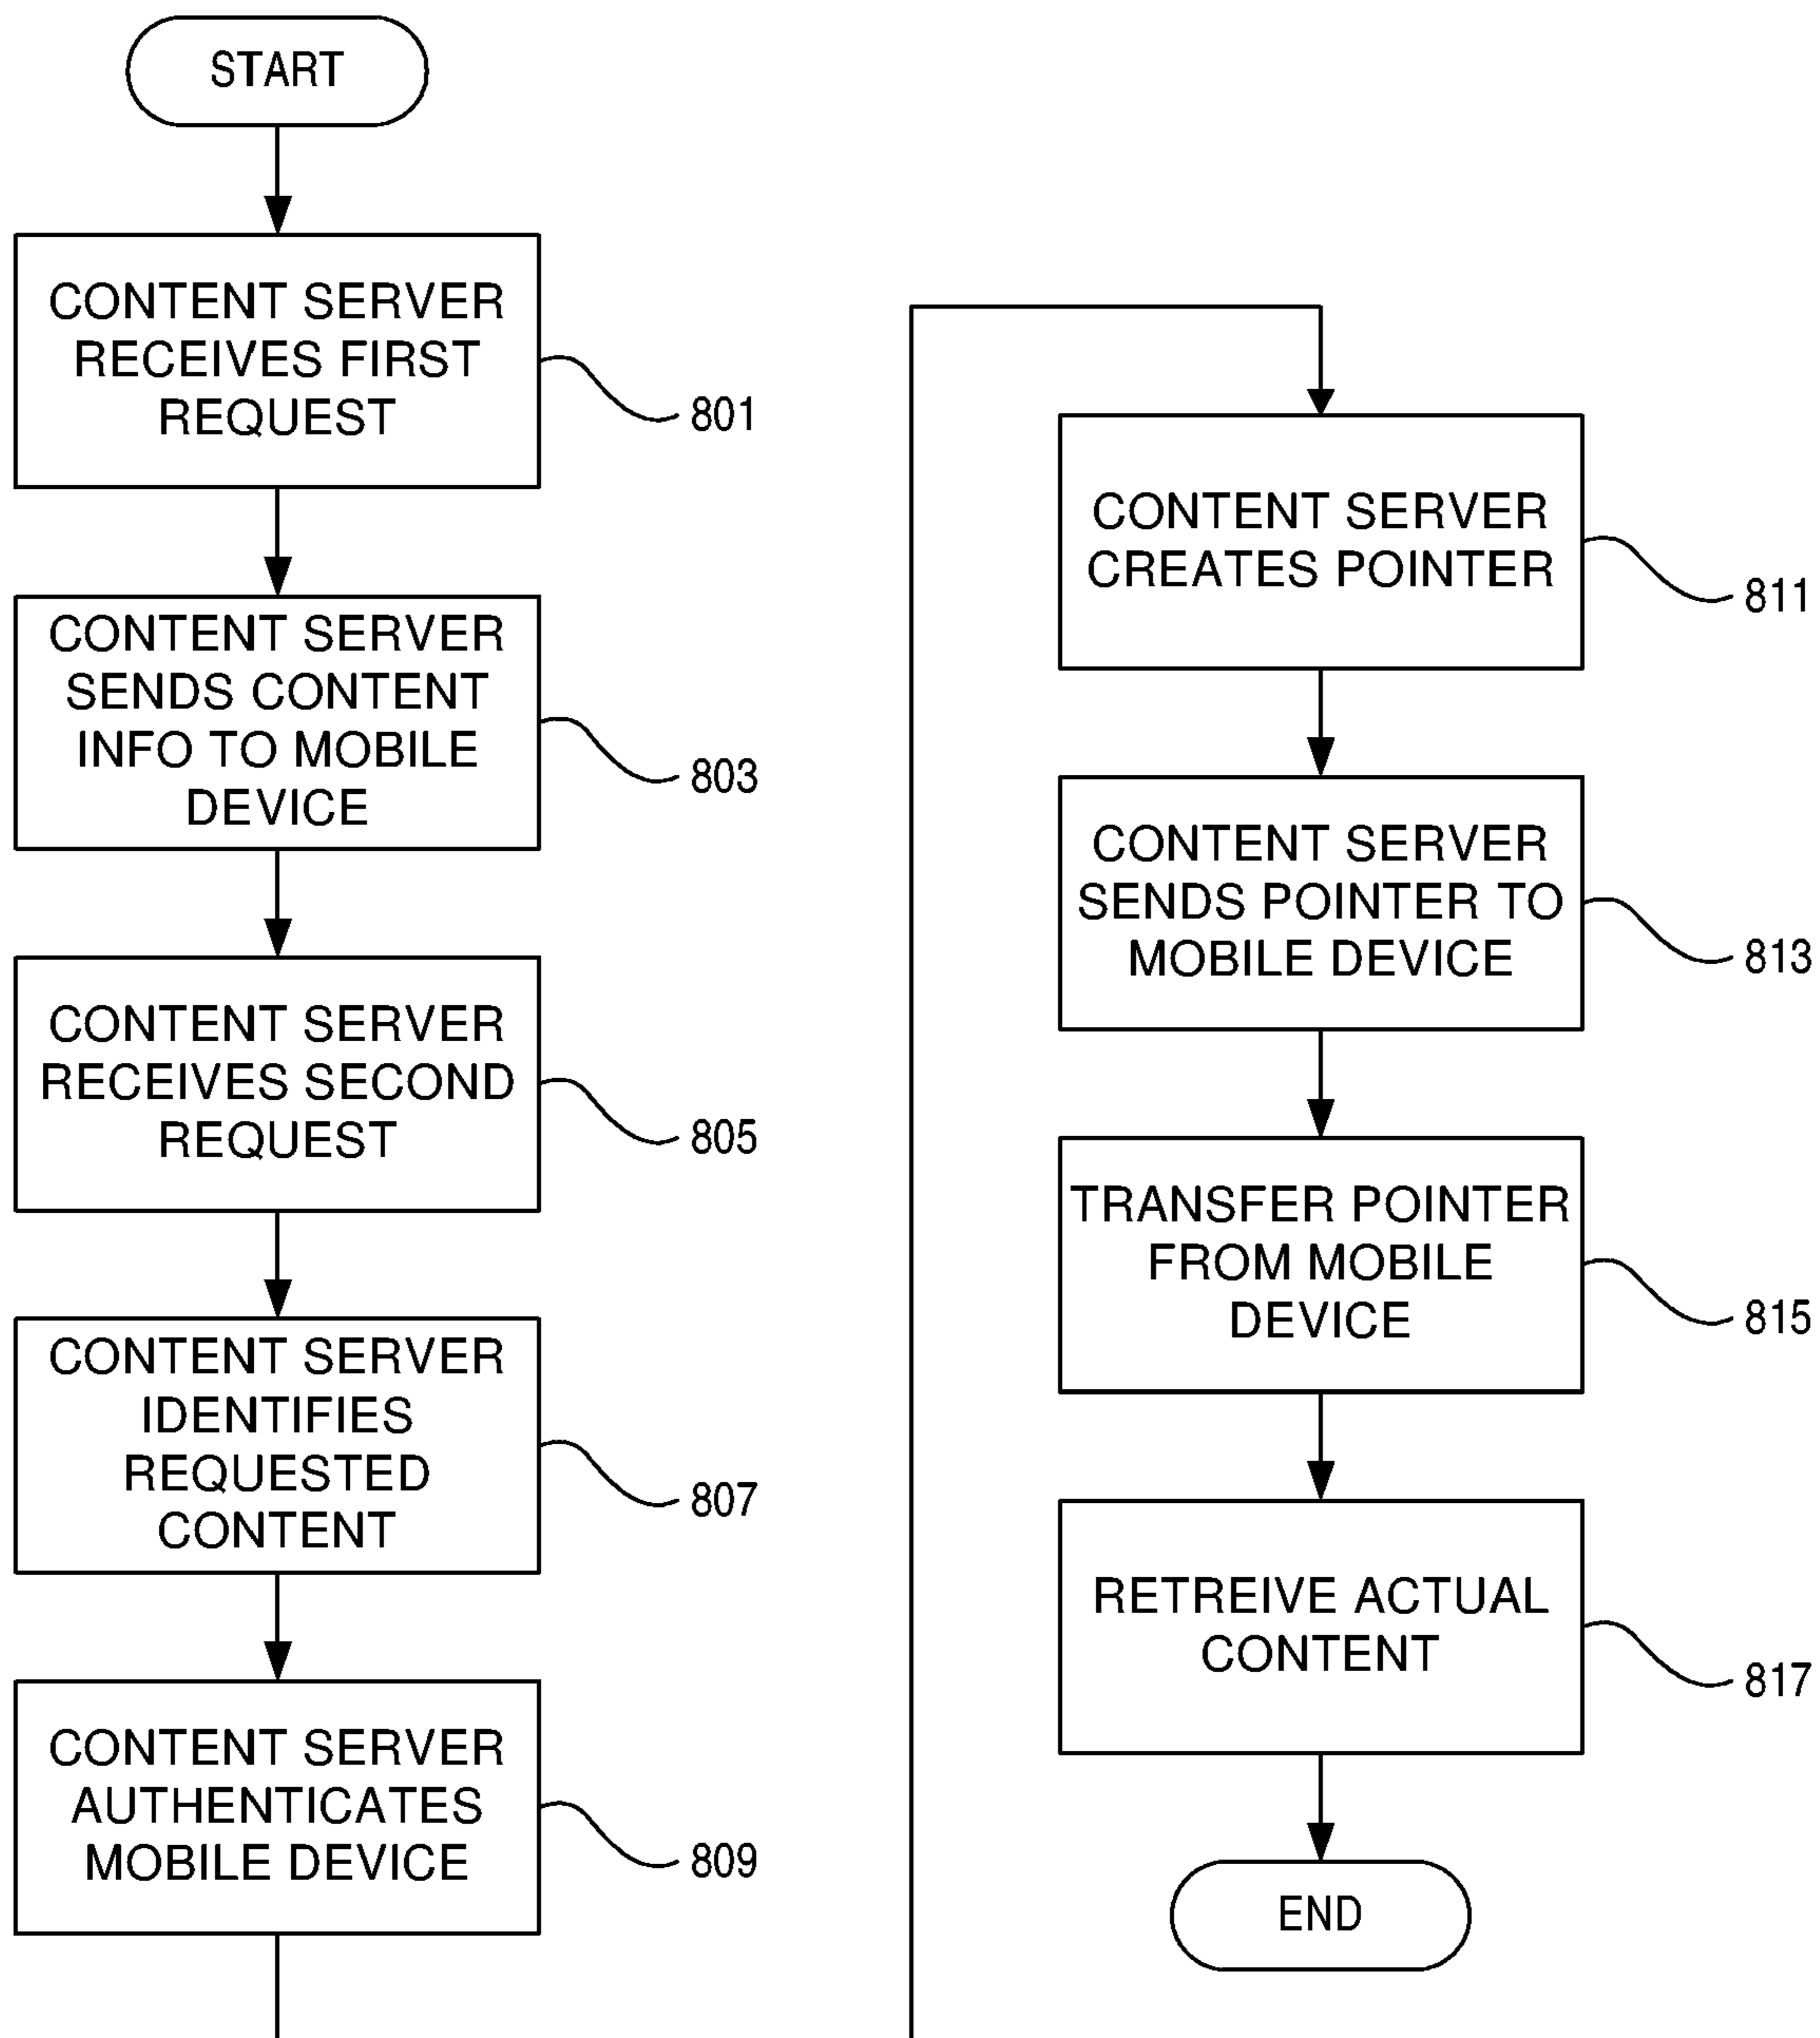 START
CONTENT SERVER
RECEIVES FIRST
REQUEST
801
CONTENT SERVER
SENDS CONTENT
INFO TO MOBILE
DEVICE
803
CONTENT SERVER
RECEIVES SECOND
REQUEST
805
CONTENT SERVER
IDENTIFIES
REQUESTED
CONTENT
807
CONTENT SERVER
AUTHENTICATES
MOBILE DEVICE
809
CONTENT SERVER
CREATES POINTER
811
CONTENT SERVER
SENDS POINTER TO
MOBILE DEVICE
813
TRANSFER POINTER
FROM MOBILE
DEVICE
815
RETREIVE ACTUAL
CONTENT
817
END